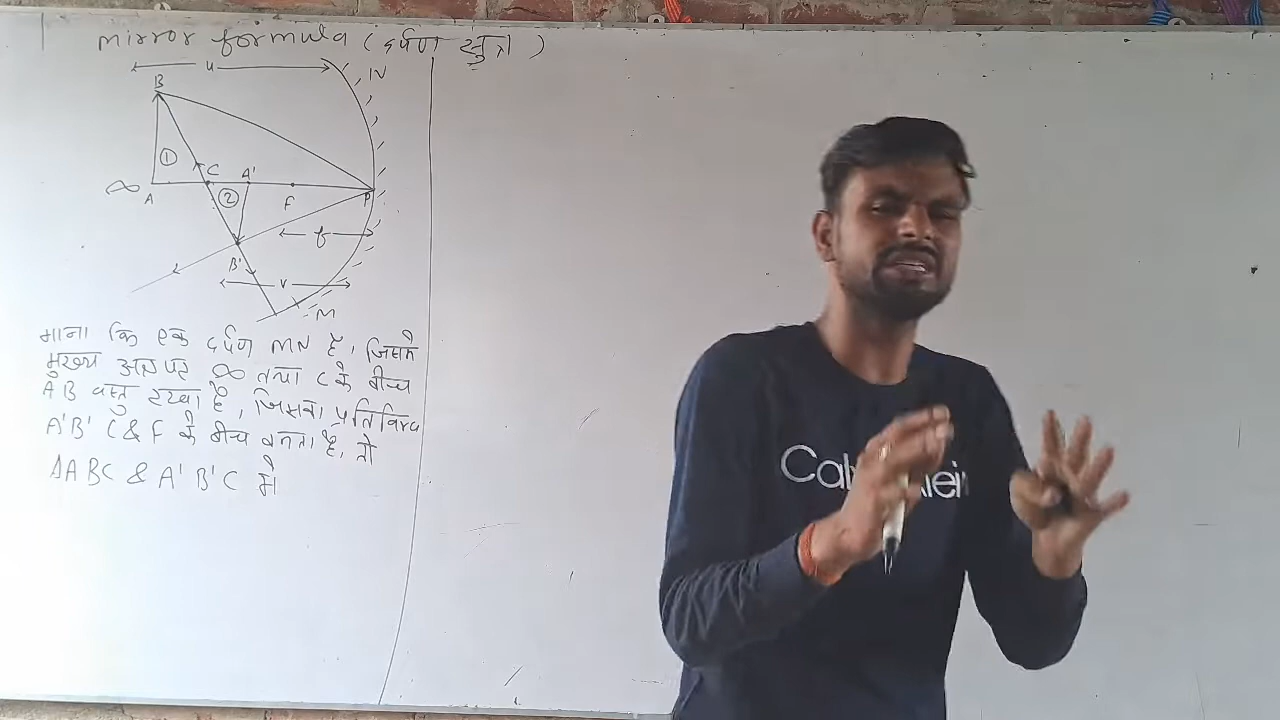 mirror formula (दर्पण सुत्र)
u
B
N
①
C
A'
∞
A
②
F
P
f
B'
v
M
माना कि एक दर्पण MN है, जिसके
मुख्य अक्ष पर ∞ तथा C के बीच
AB वस्तु रखा है, जिसका प्रतिबिम्ब
A'B' C & F के बीच बनता है, तो
ΔABC & A'B'C में
Calvin Klein